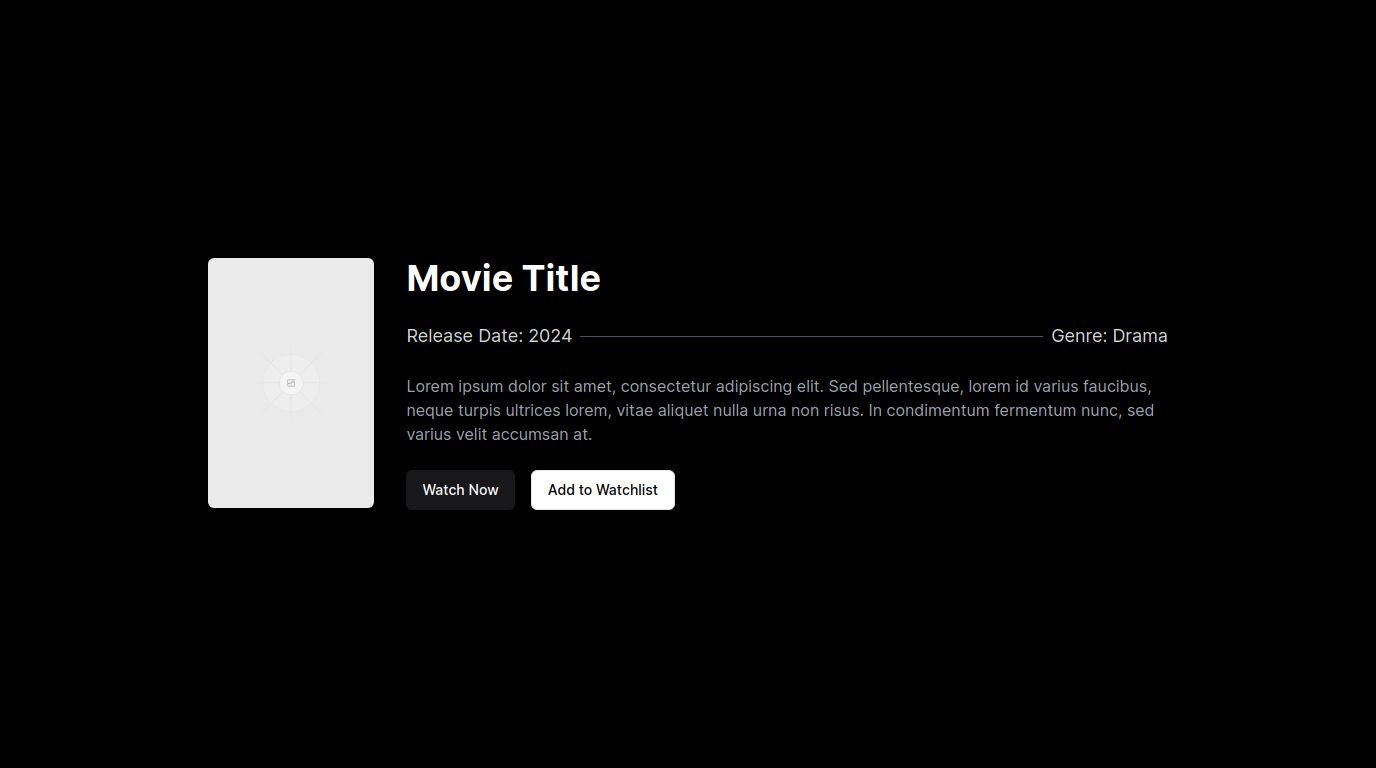 Movie Title
Release Date: 2024
Genre: Drama
Lorem ipsum dolor sit amet, consectetur adipiscing elit. Sed pellentesque, lorem id varius faucibus,
neque turpis ultrices lorem, vitae aliquet nulla urna non risus. In condimentum fermentum nunc, sed
varius velit accumsan at.
Watch Now
Add to Watchlist